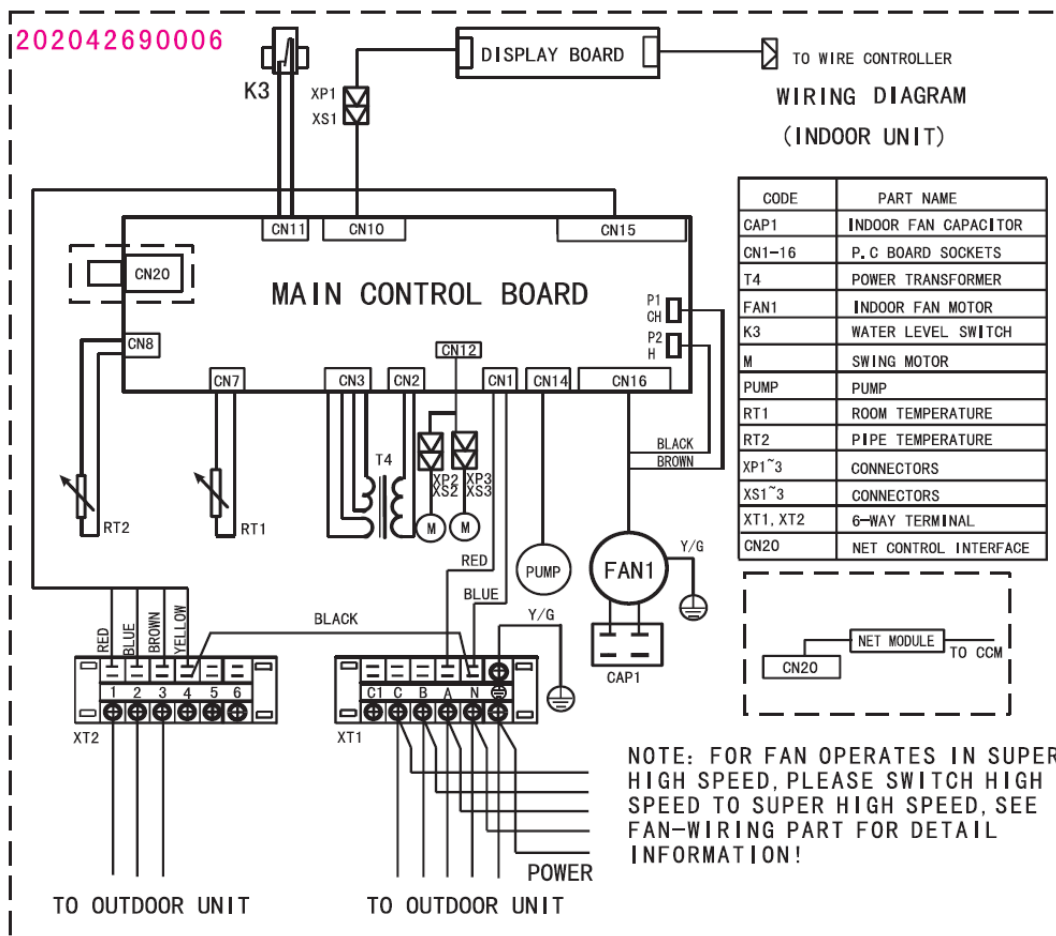 202042690006
DISPLAY BOARD
TO WIRE CONTROLLER
K3
XP1
XS1
WIRING DIAGRAM
(INDOOR UNIT)
CODE PART NAME
CAP1 INDOOR FAN CAPACITOR
CN1-16 P.C BOARD SOCKETS
T4 POWER TRANSFORMER
FAN1 INDOOR FAN MOTOR
K3 WATER LEVEL SWITCH
M SWING MOTOR
PUMP PUMP
RT1 ROOM TEMPERATURE
RT2 PIPE TEMPERATURE
XP1~3 CONNECTORS
XS1~3 CONNECTORS
XT1, XT2 6-WAY TERMINAL
CN20 NET CONTROL INTERFACE
CN11 CN10 CN15
CN20
MAIN CONTROL BOARD
P1
CH
P2
H
CN8
CN12
CN7 CN3 CN2 CN1 CN14 CN16
BLACK
BROWN
T4
XP2 XP3
XS2 XS3
RT2
RT1
M M
RED
PUMP
FAN1
Y/G
BLUE
Y/G
CAP1
RED
BLUE
BROWN
YELLOW
BLACK
1 2 3 4 5 6
XT2
C1 C B A N
XT1
NET MODULE
CN20
TO CCM
NOTE: FOR FAN OPERATES IN SUPER
HIGH SPEED, PLEASE SWITCH HIGH
SPEED TO SUPER HIGH SPEED, SEE
FAN-WIRING PART FOR DETAIL
INFORMATION!
POWER
TO OUTDOOR UNIT
TO OUTDOOR UNIT